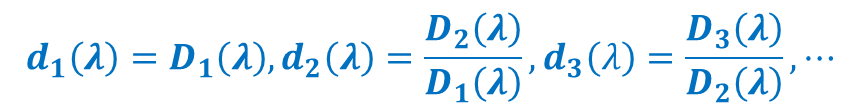 d₁(λ) = D₁(λ), d₂(λ) = D₂(λ)/D₁(λ), d₃(λ) = D₃(λ)/D₂(λ), ⋯